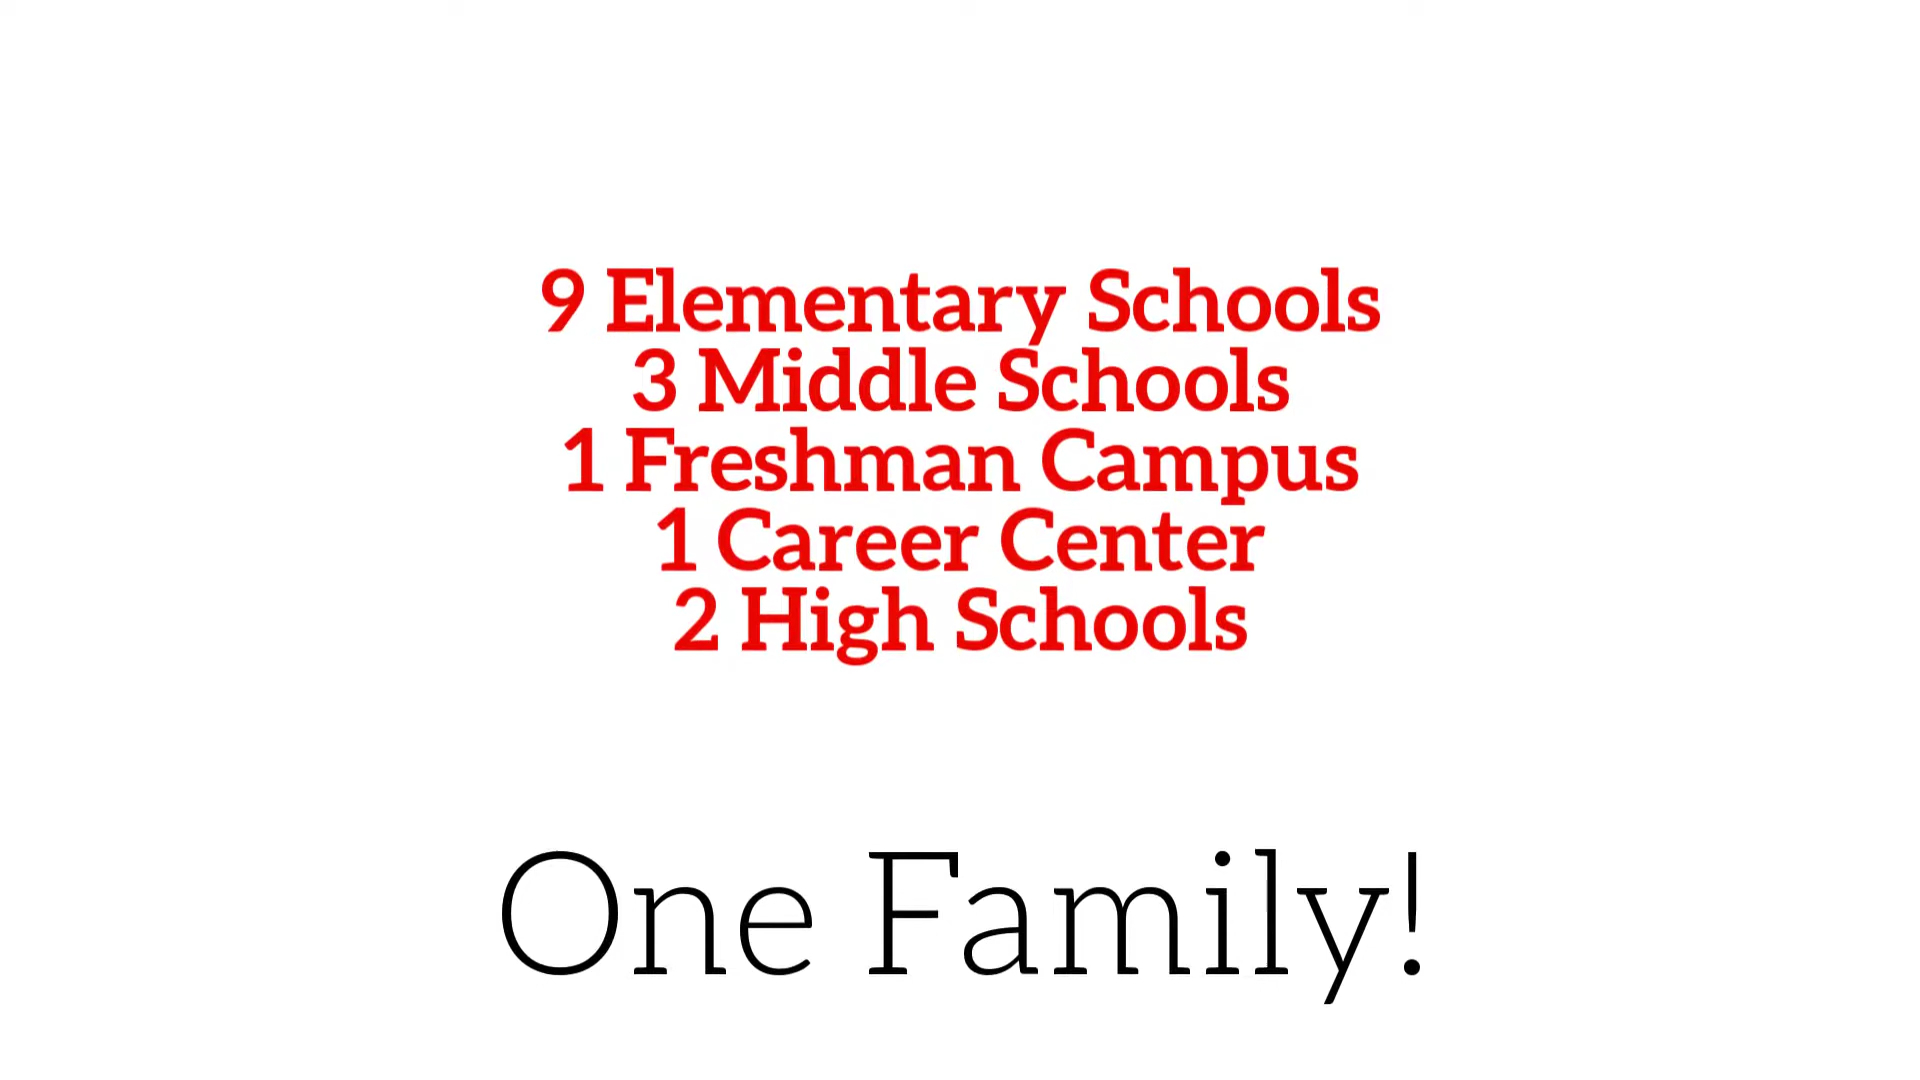 9 Elementary Schools
3 Middle Schools
1 Freshman Campus
1 Career Center
2 High Schools
One Family!